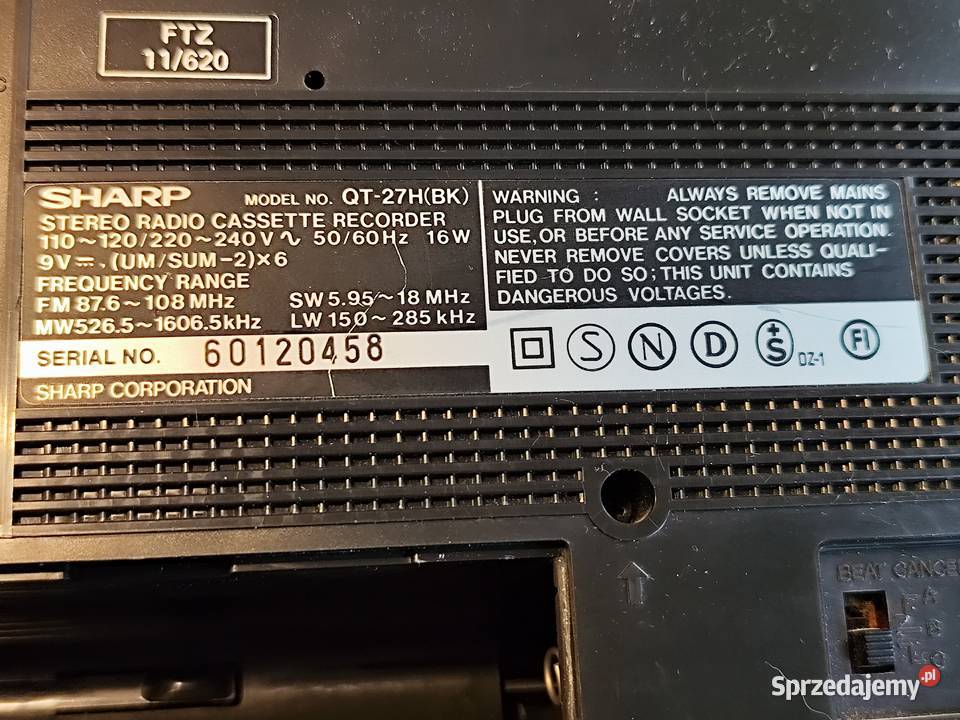 FTZ
11/620
SHARP MODEL NO. QT-27H(BK)
STEREO RADIO CASSETTE RECORDER
110~120/220~240V∿ 50/60Hz 16W
9V⎓(UM/SUM-2)×6
FREQUENCY RANGE
FM 87.6~108 MHz SW 5.95~18 MHz
MW526.5~1606.5kHz LW 150~285 kHz
SERIAL NO. 60120458
SHARP CORPORATION
WARNING : ALWAYS REMOVE MAINS
PLUG FROM WALL SOCKET WHEN NOT IN
USE, OR BEFORE ANY SERVICE OPERATION.
NEVER REMOVE COVERS UNLESS QUALI-
FIED TO DO SO; THIS UNIT CONTAINS
DANGEROUS VOLTAGES.
S N D +S DZ-1 FI
BEAT CANCEL
A
B
C
Sprzedajemy.pl